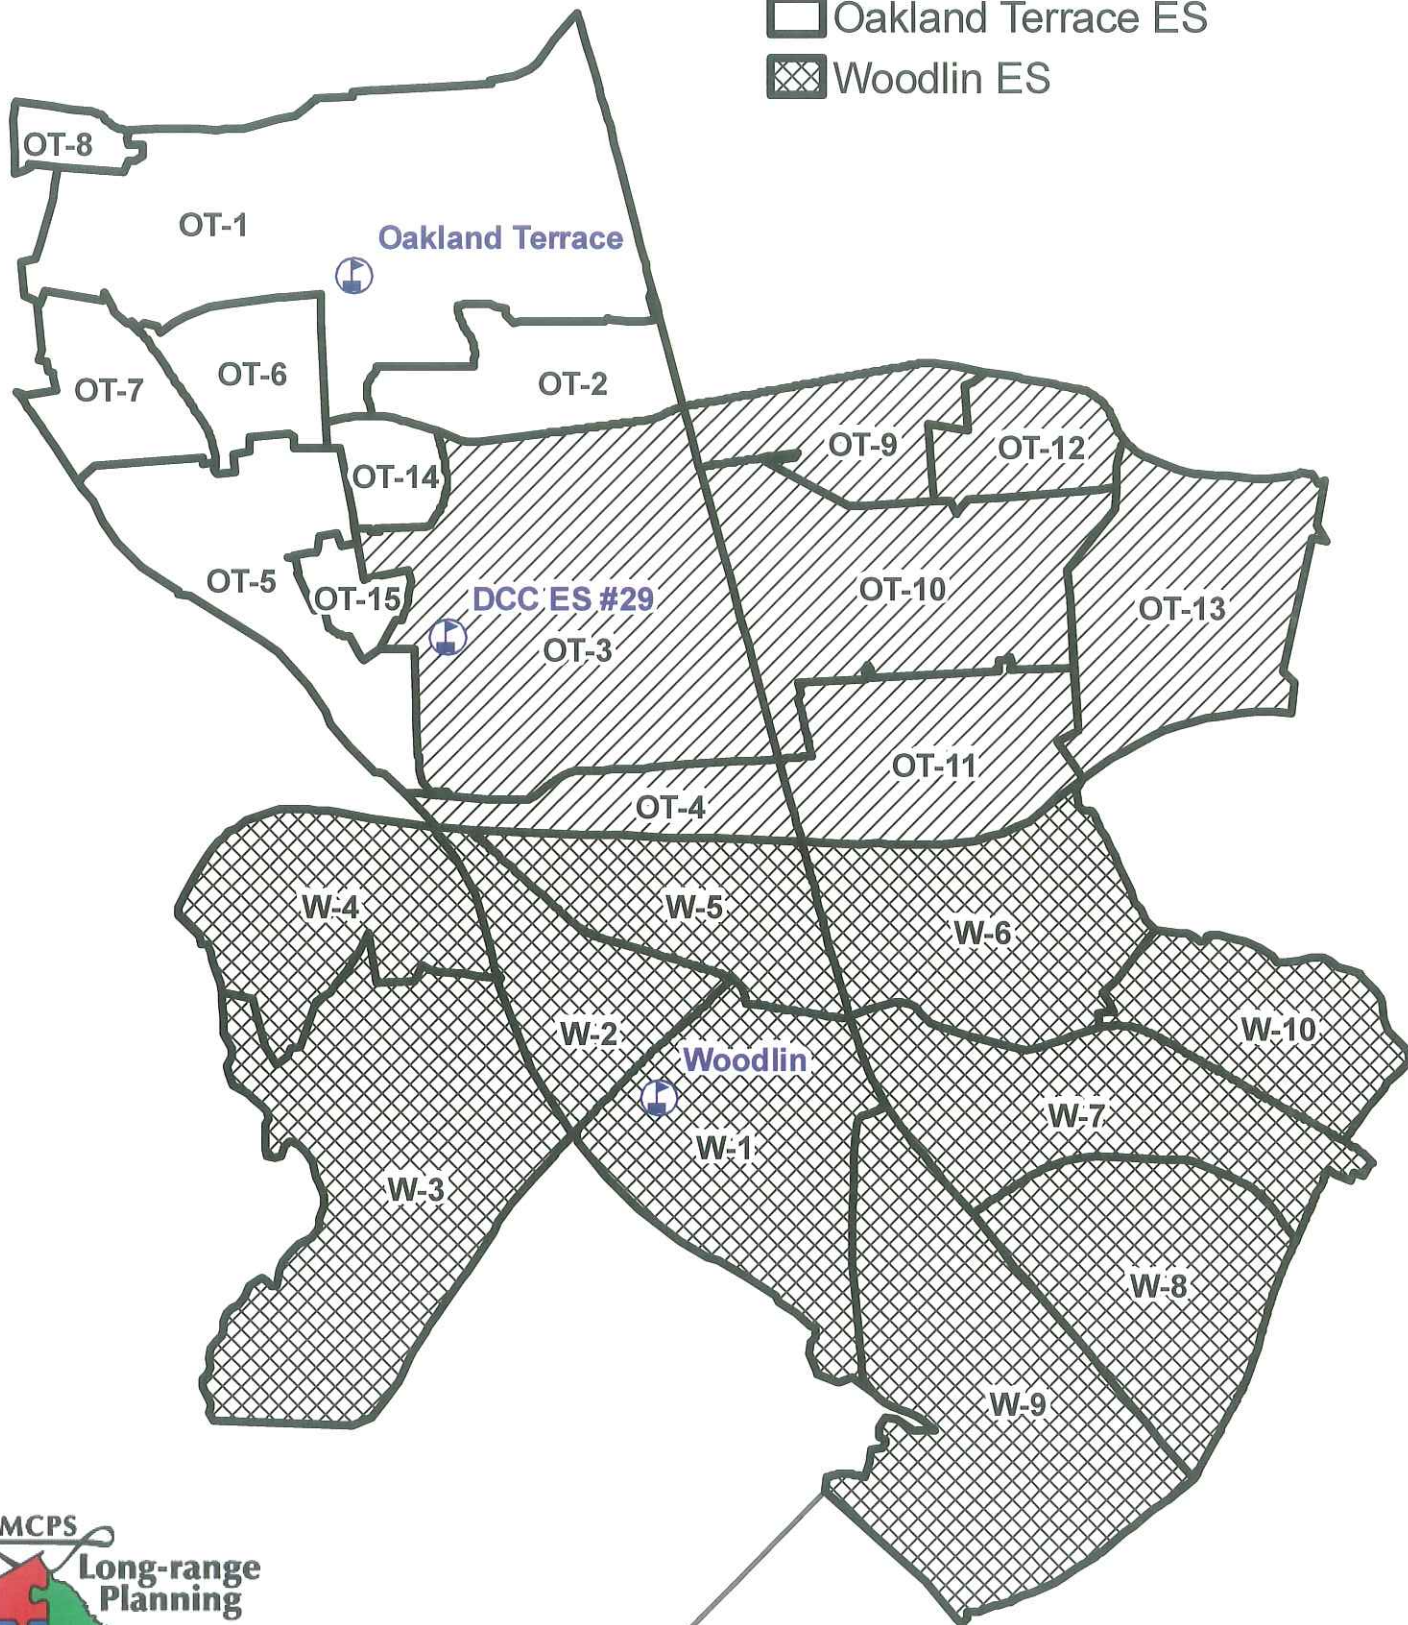 Oakland Terrace ES
Woodlin ES
OT-8
OT-1
Oakland Terrace
OT-7
OT-6
OT-2
OT-14
OT-9
OT-12
OT-5
OT-15
DCC ES #29
OT-3
OT-10
OT-13
OT-11
OT-4
W-4
W-5
W-6
W-2
Woodlin
W-10
W-1
W-7
W-3
W-8
W-9
MCPS
Long-range
Planning